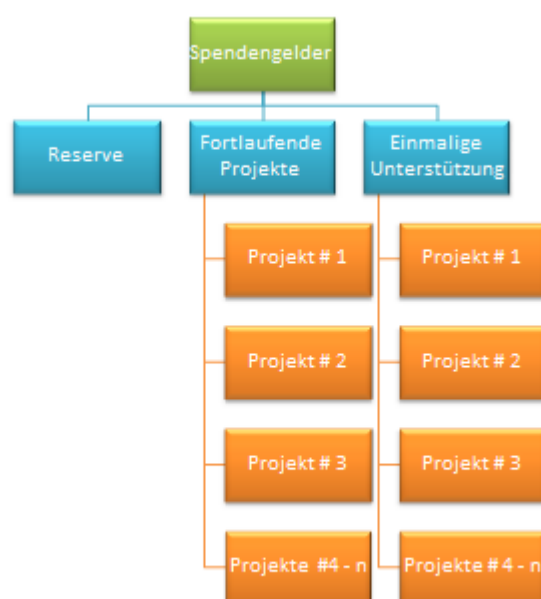 Spendengelder
Reserve
Fortlaufende
Projekte
Einmalige
Unterstützung
Projekt # 1
Projekt # 2
Projekt # 3
Projekte #4 - n
Projekt # 1
Projekt # 2
Projekt # 3
Projekte # 4 - n